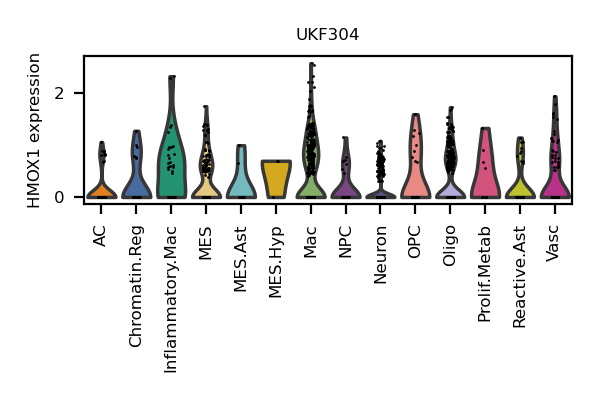 UKF304
HMOX1 expression
2
0
AC
Chromatin.Reg
Inflammatory.Mac
MES
MES.Ast
MES.Hyp
Mac
NPC
Neuron
OPC
Oligo
Prolif.Metab
Reactive.Ast
Vasc